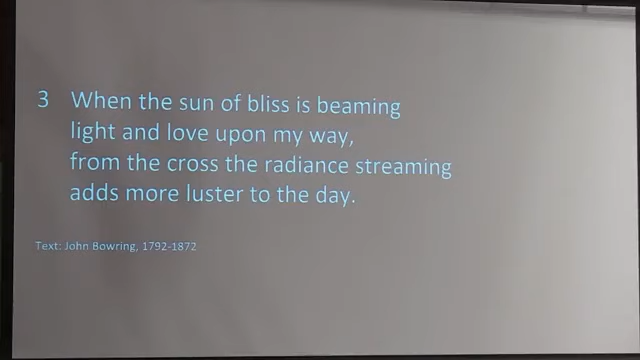 3 When the sun of bliss is beaming
light and love upon my way,
from the cross the radiance streaming
adds more luster to the day.
Text: John Bowring, 1792-1872